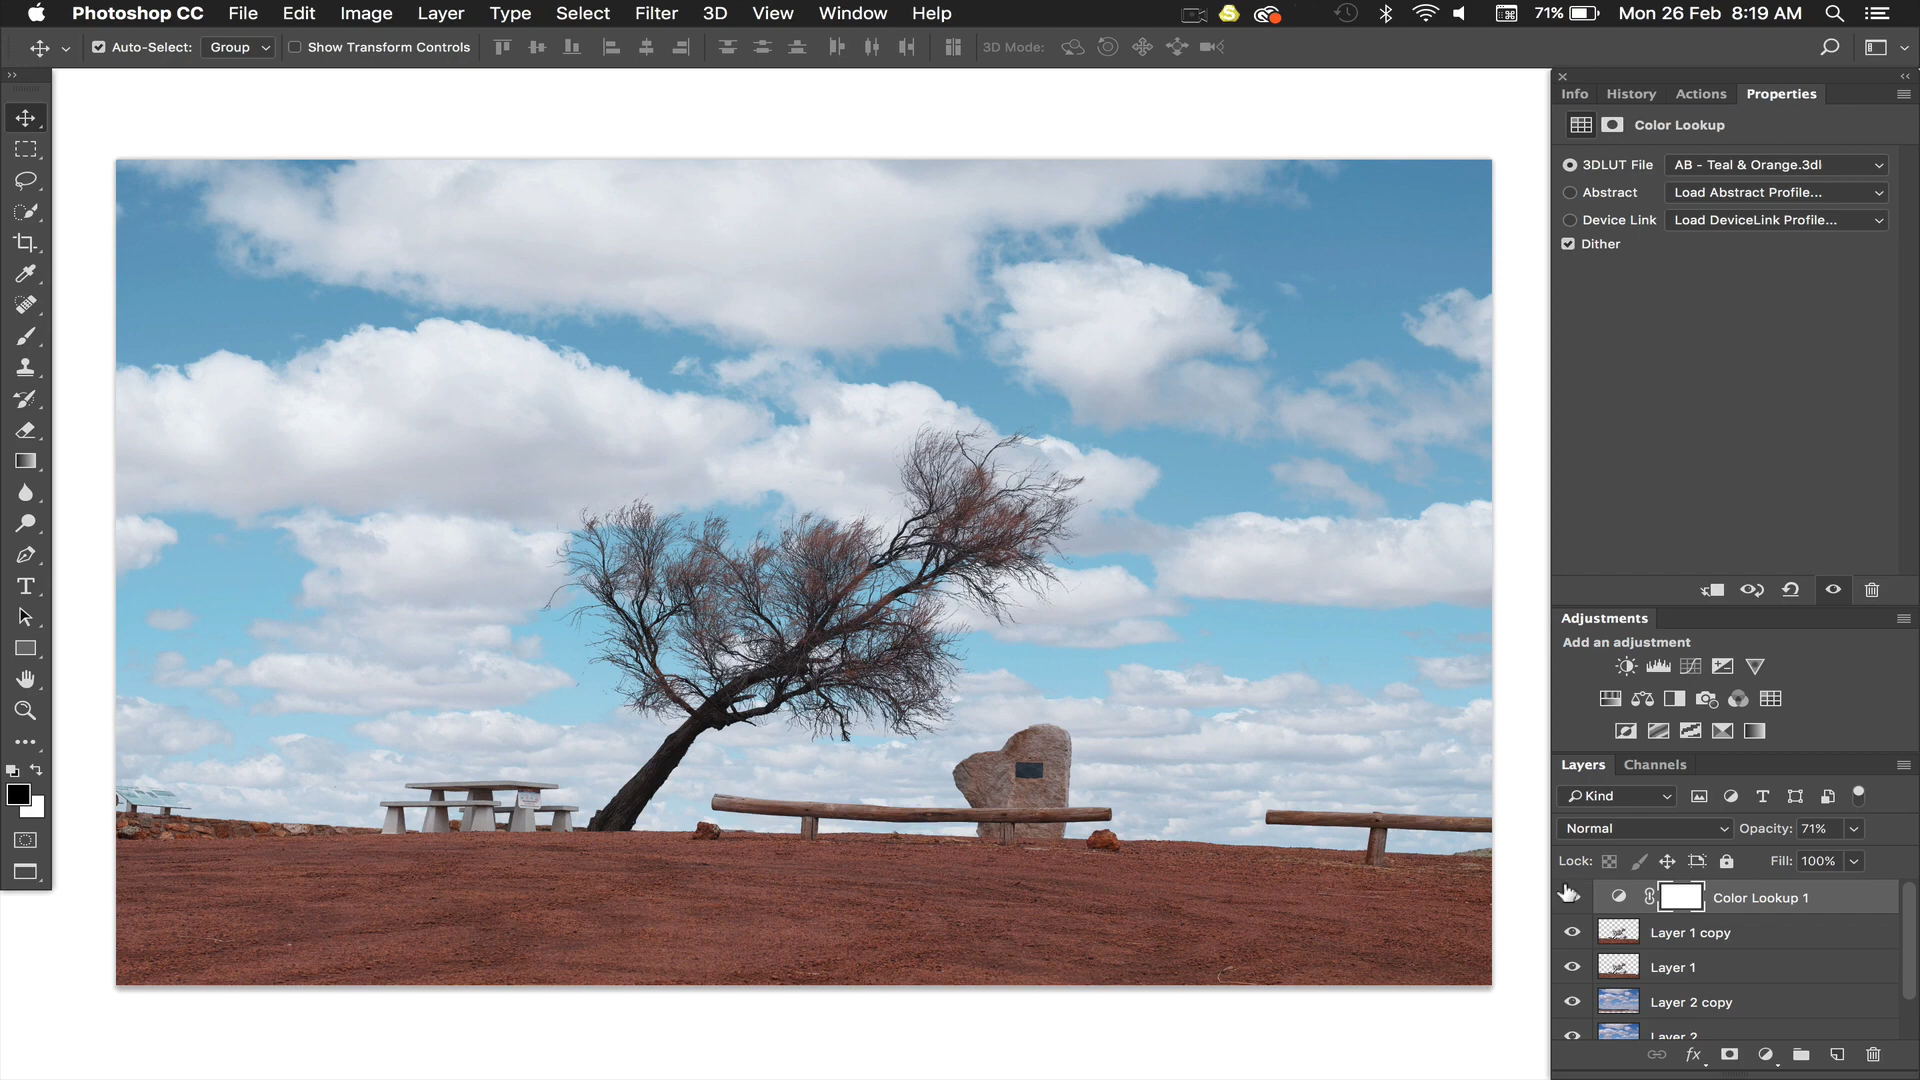 Photoshop CC File Edit Image Layer Type Select Filter 3D View Window Help 71% Mon 26 Feb 8:19 AM
Auto-Select: Group Show Transform Controls 3D Mode:
Info History Actions Properties
Color Lookup
3DLUT File AB - Teal & Orange.3dl
Abstract Load Abstract Profile...
Device Link Load DeviceLink Profile...
Dither
Adjustments
Add an adjustment
Layers Channels
Kind
Normal Opacity: 71%
Lock: Fill: 100%
Color Lookup 1
Layer 1 copy
Layer 1
Layer 2 copy
Layer 2
fx